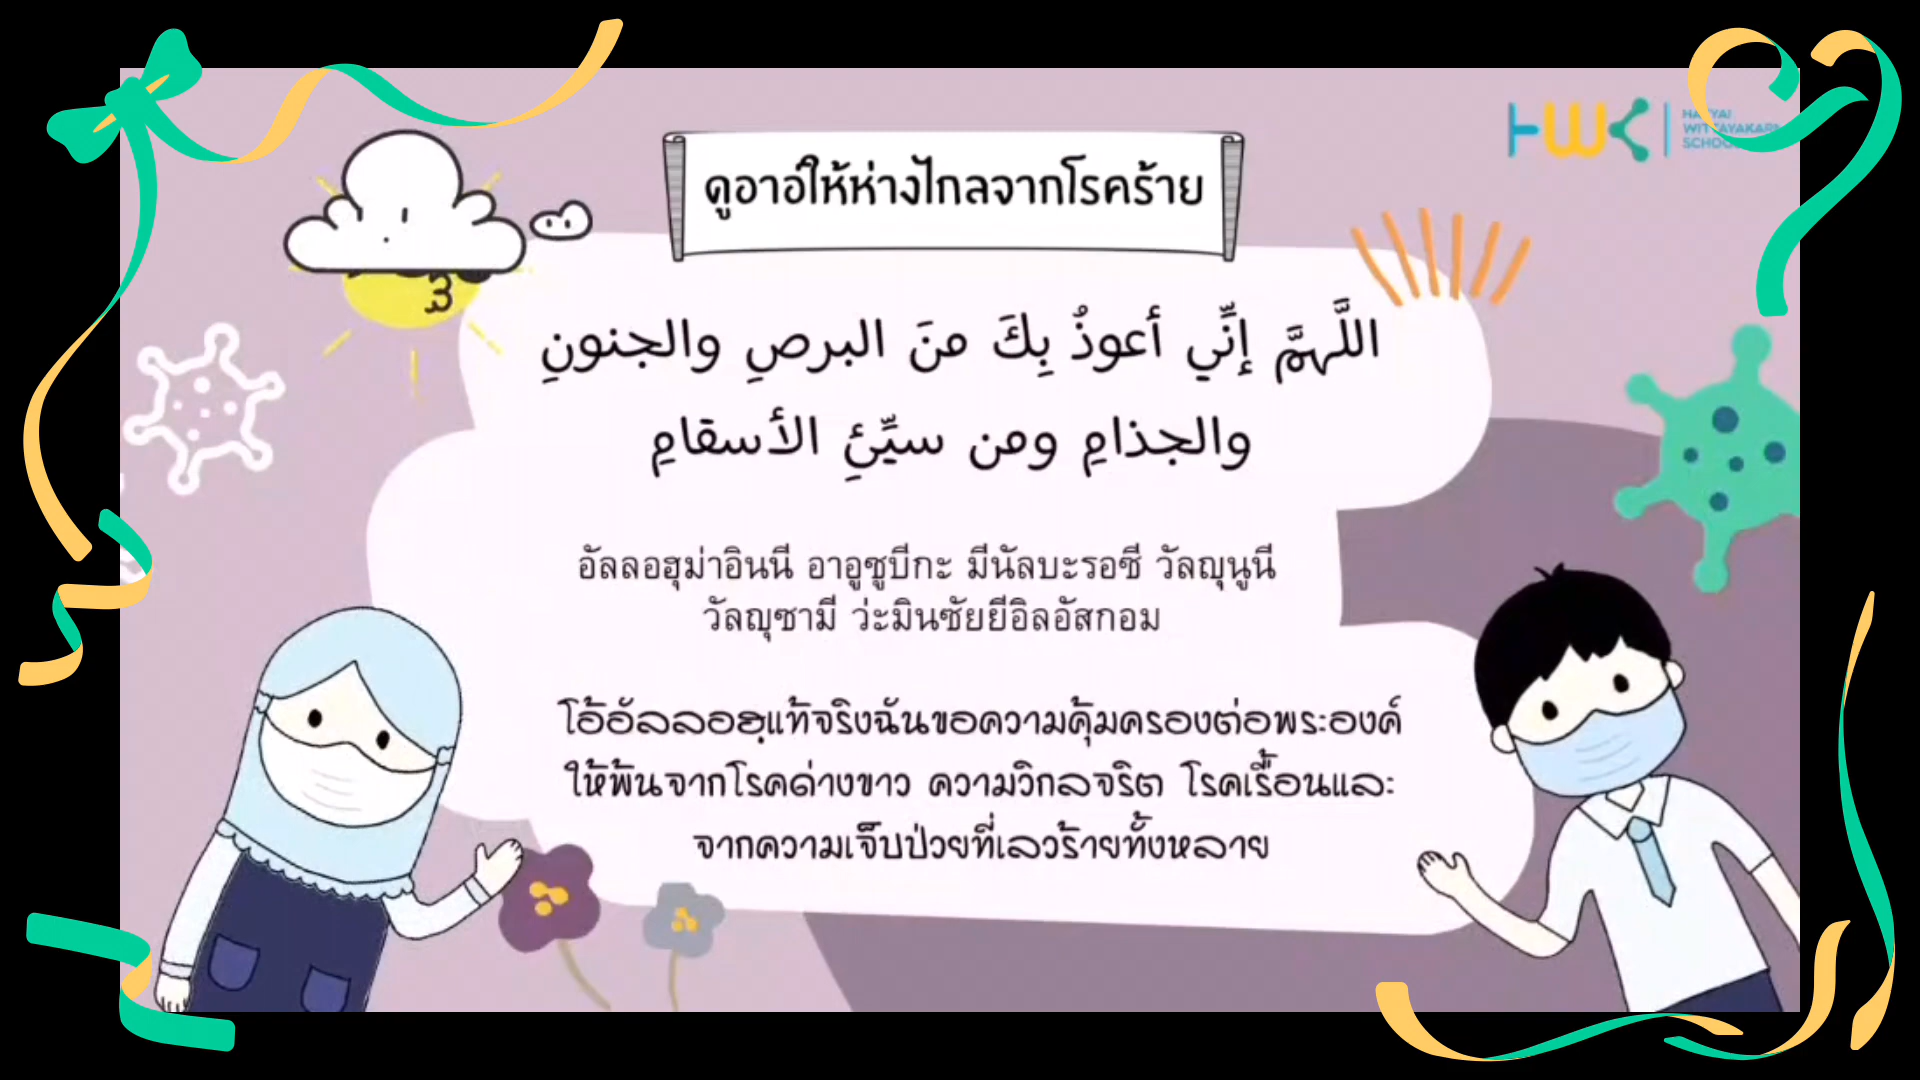 ดูอาอ์ให้ห่างไกลจากโรคร้าย
HWK
WITTAYAKARN
اللَّهمَّ إنِّي أعوذُ بِكَ منَ البرصِ والجنونِ
والجذامِ ومن سيِّئِ الأسقامِ
อัลลอฮุม่าอินนี อาอูซูบีกะ มีนัลบะรอซี วัลญุนูนี
วัลญุซามี ว่ะมินซัยยีอิลอัสกอม
โอ้อัลลอฮฺแท้จริงฉันขอความคุ้มครองต่อพระองค์
ให้พ้นจากโรคด่างขาว ความวิกลจริต โรคเรื้อนและ
จากความเจ็บป่วยที่เลวร้ายทั้งหลาย